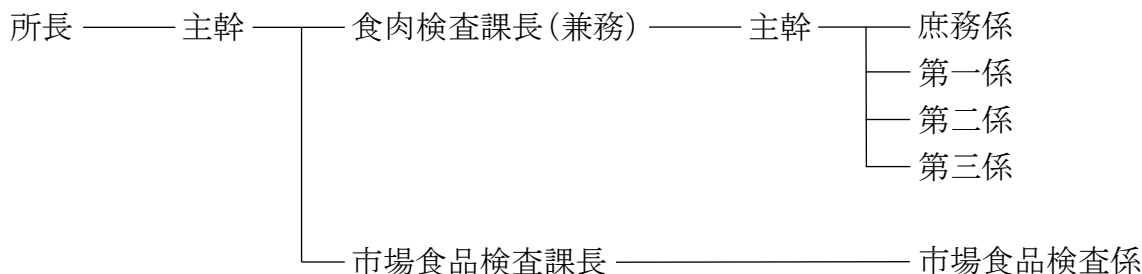 所長 主幹 食肉検査課長（兼務） 主幹 庶務係
第一係
第二係
第三係
市場食品検査課長 市場食品検査係